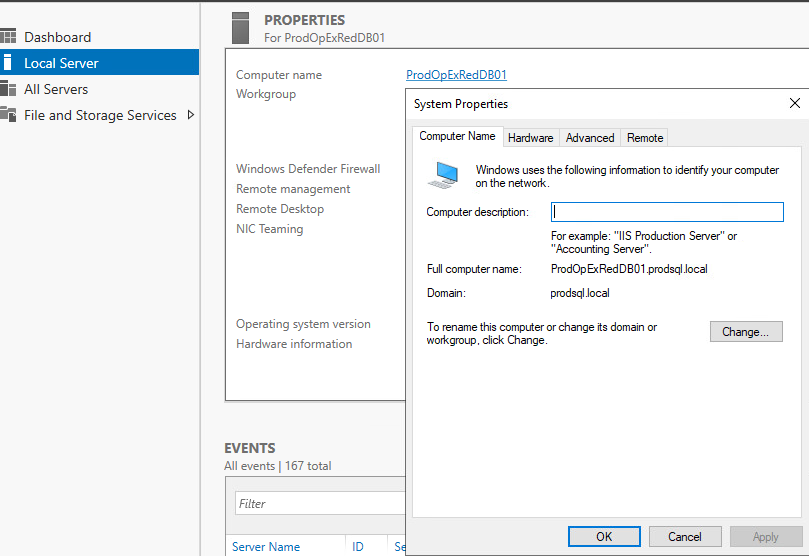 Dashboard
Local Server
All Servers
File and Storage Services
PROPERTIES
For ProdOpExRedDB01
Computer name
ProdOpExRedDB01
Workgroup
Windows Defender Firewall
Remote management
Remote Desktop
NIC Teaming
Operating system version
Hardware information
EVENTS
All events | 167 total
Filter
Server Name ID Se
System Properties
Computer Name Hardware Advanced Remote
Windows uses the following information to identify your computer
on the network.
Computer description:
For example: "IIS Production Server" or
"Accounting Server".
Full computer name: ProdOpExRedDB01.prodsql.local
Domain: prodsql.local
To rename this computer or change its domain or
workgroup, click Change.
Change...
OK Cancel Apply